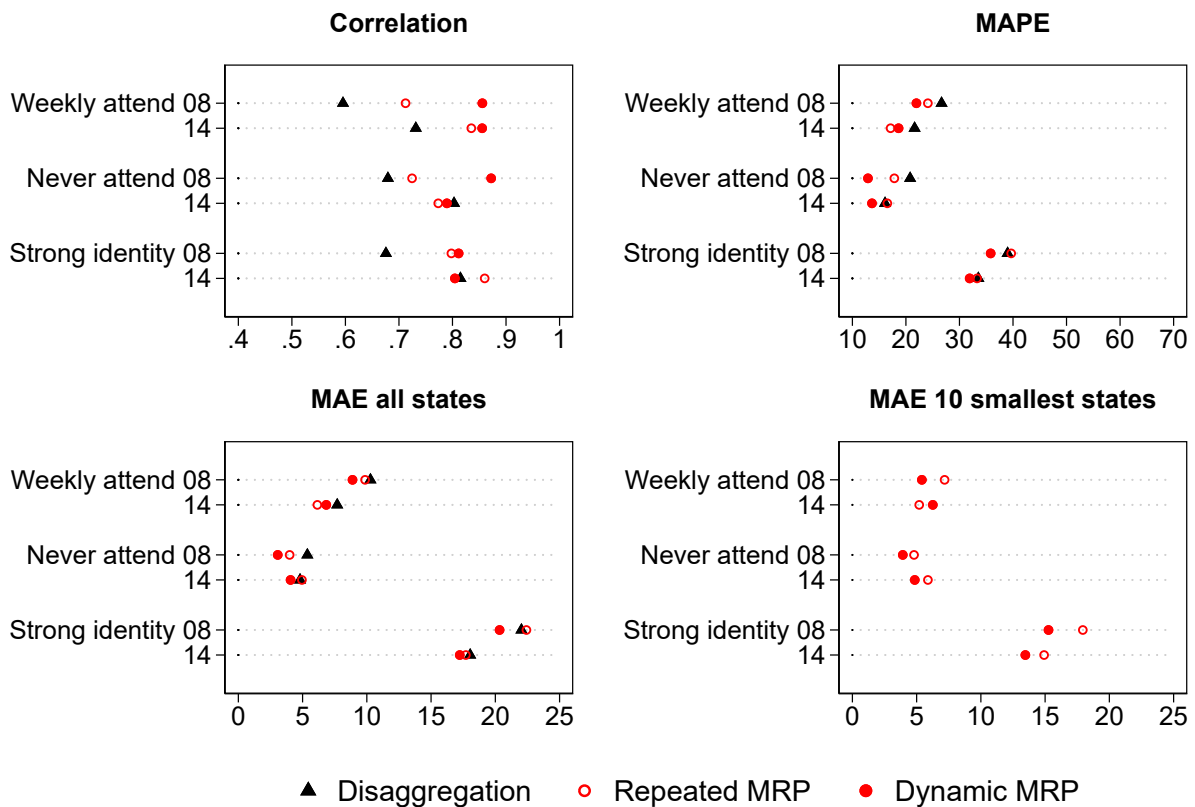 Correlation
Weekly attend 08
14
Never attend 08
14
Strong identity 08
14
.4 .5 .6 .7 .8 .9 1
MAPE
Weekly attend 08
14
Never attend 08
14
Strong identity 08
14
10 20 30 40 50 60 70
MAE all states
Weekly attend 08
14
Never attend 08
14
Strong identity 08
14
0 5 10 15 20 25
MAE 10 smallest states
Weekly attend 08
14
Never attend 08
14
Strong identity 08
14
0 5 10 15 20 25
Disaggregation Repeated MRP Dynamic MRP